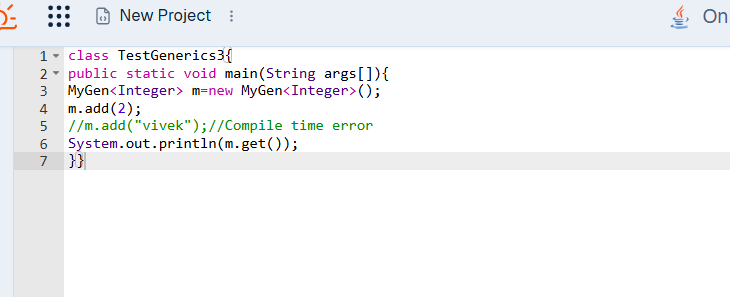 New Project
On
1 class TestGenerics3{
2 public static void main(String args[]){
3 MyGen<Integer> m=new MyGen<Integer>();
4 m.add(2);
5 //m.add("vivek");//Compile time error
6 System.out.println(m.get());
7 }}